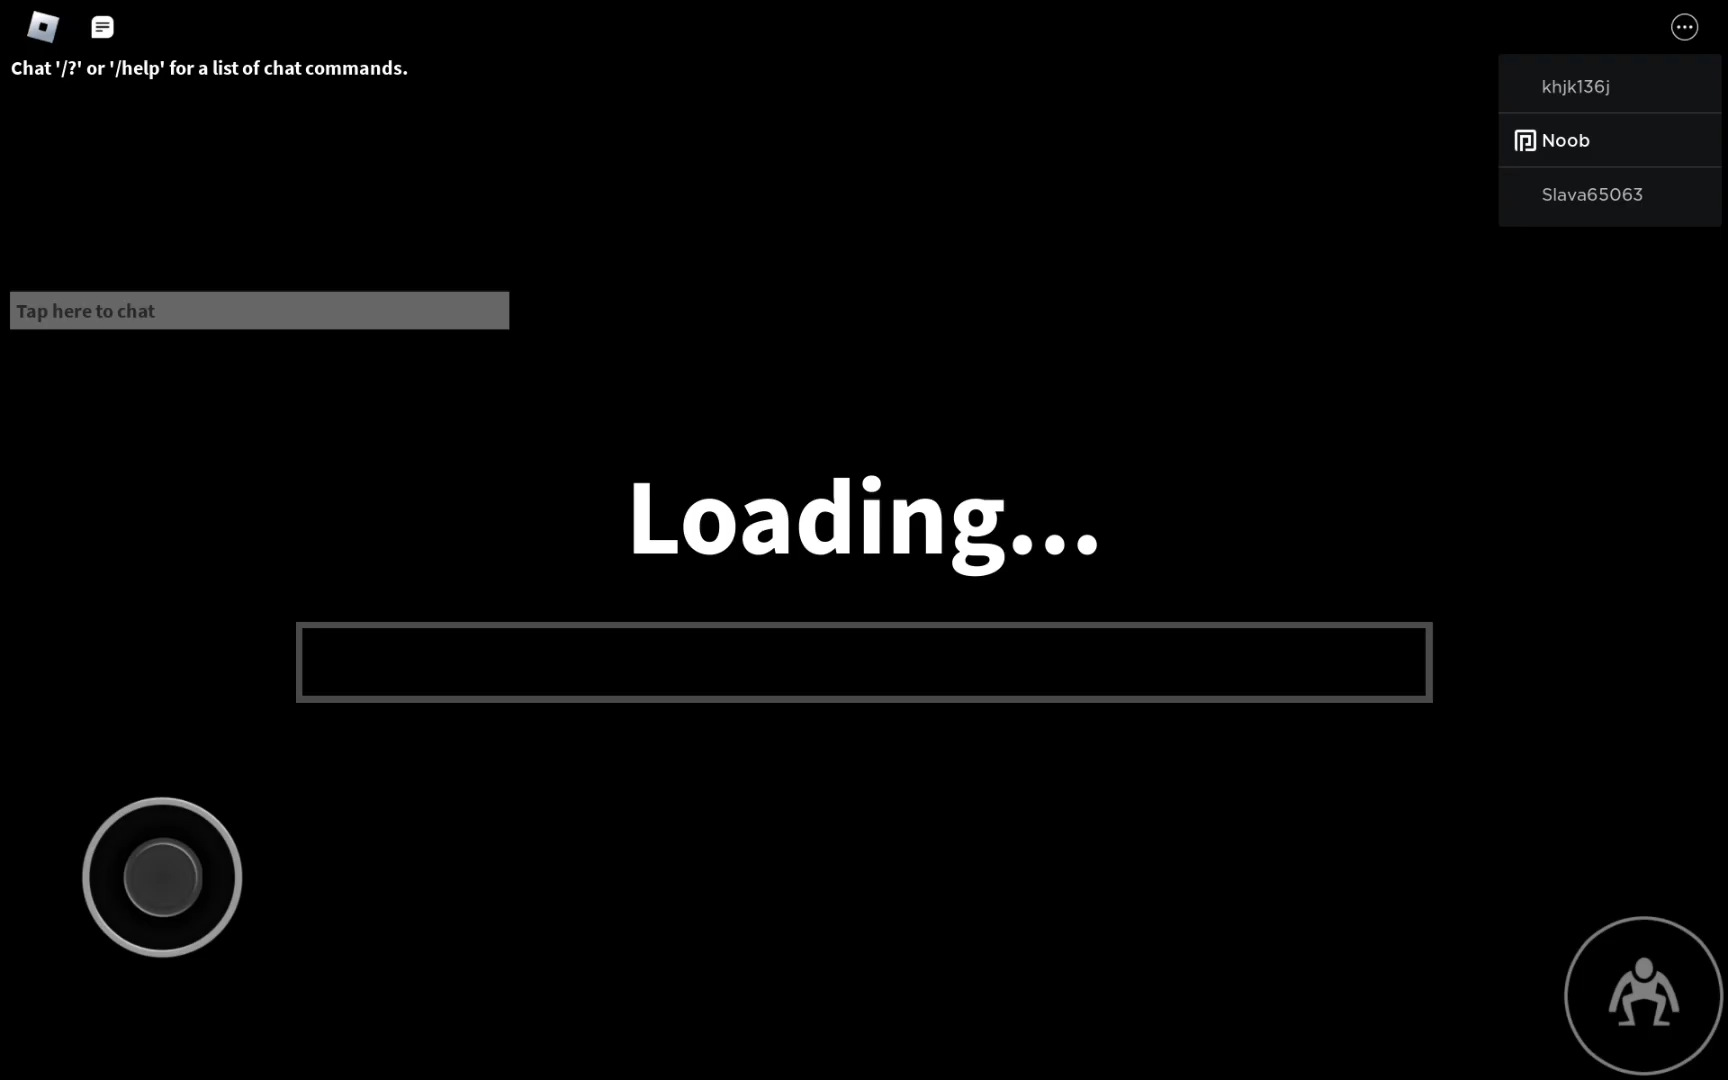 Chat '/?' or '/help' for a list of chat commands.
khjk136j
Noob
Slava65063
Tap here to chat
Loading...